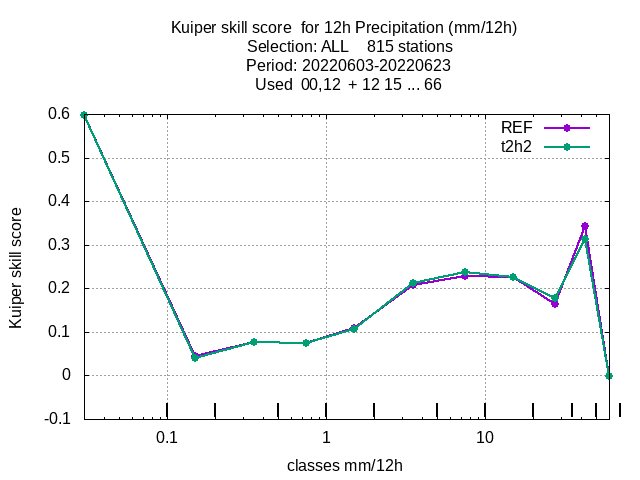 Kuiper skill score  for 12h Precipitation (mm/12h)
Selection: ALL    815 stations
Period: 20220603-20220623
Used  00,12  + 12 15 ... 66
REF
t2h2
0.6
0.5
0.4
0.3
0.2
0.1
0
-0.1
Kuiper skill score
0.1 1 10
classes mm/12h